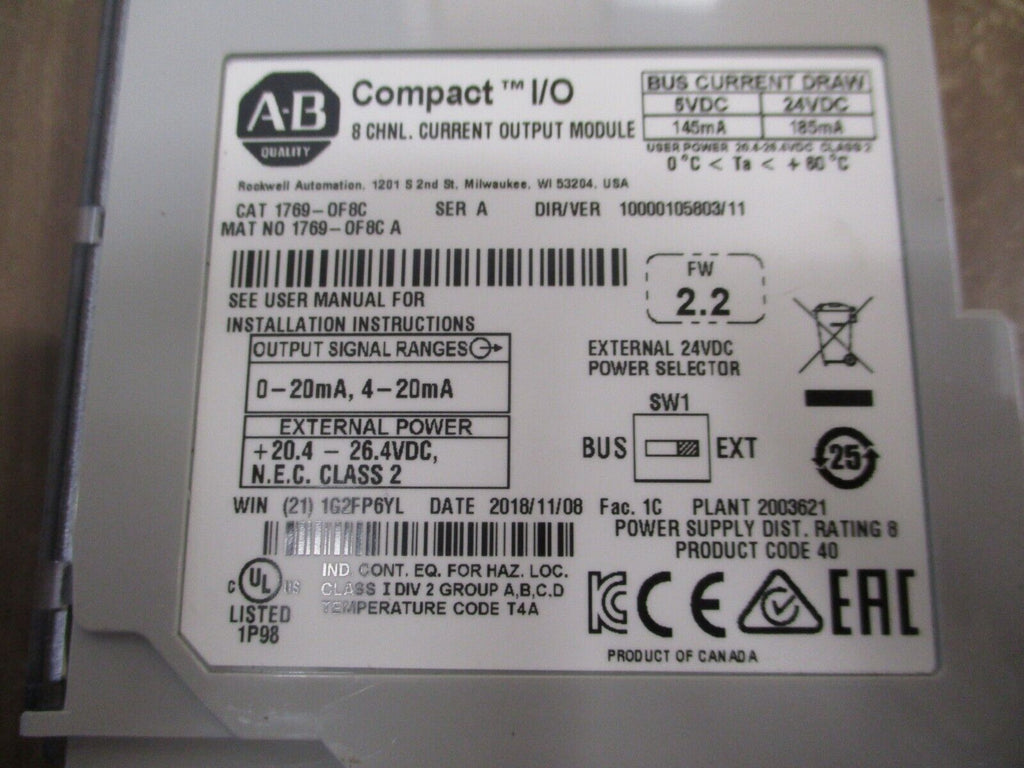 A-B
QUALITY
Compact ™ I/O
8 CHNL. CURRENT OUTPUT MODULE
BUS CURRENT DRAW
5VDC 24VDC
145mA 185mA
USER POWER 20.4-26.4VDC CLASS 2
0°C < Ta < +60°C
Rockwell Automation, 1201 S 2nd St, Milwaukee, WI 53204, USA
CAT 1769-OF8C SER A DIR/VER 10000105803/11
MAT NO 1769-OF8C A
SEE USER MANUAL FOR
INSTALLATION INSTRUCTIONS
FW
2.2
OUTPUT SIGNAL RANGES
0-20mA, 4-20mA
EXTERNAL POWER
+20.4 - 26.4VDC,
N.E.C. CLASS 2
EXTERNAL 24VDC
POWER SELECTOR
SW1
BUS EXT
25
WIN (21) 1G2FP6YL DATE 2018/11/08 Fac. 1C PLANT 2003621
POWER SUPPLY DIST. RATING 8
PRODUCT CODE 40
C UL US
LISTED
1P98
IND. CONT. EQ. FOR HAZ. LOC.
CLASS I DIV 2 GROUP A,B,C,D
TEMPERATURE CODE T4A
KC CE EAC
PRODUCT OF CANADA